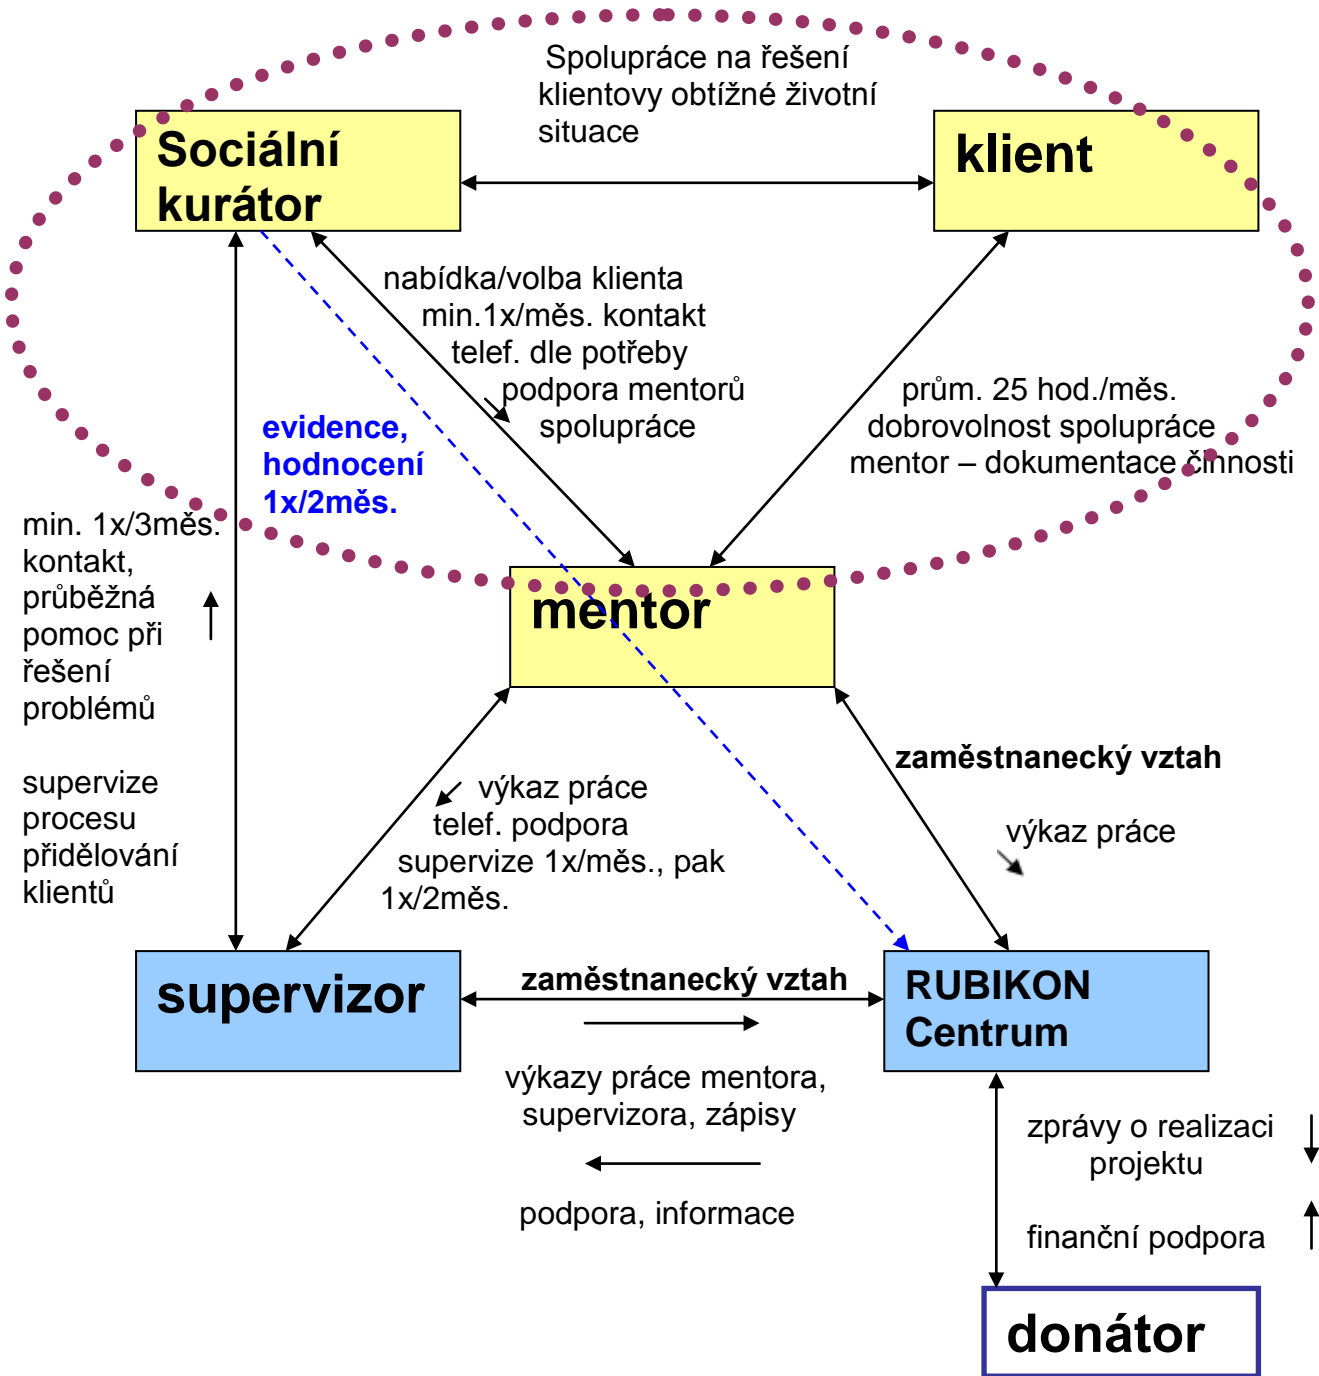 Spolupráce na řešení
klientovy obtížné životní
situace
Sociální
kurátor
klient
nabídka/volba klienta
min.1x/měs. kontakt
telef. dle potřeby
podpora mentorů
spolupráce
prům. 25 hod./měs.
dobrovolnost spolupráce
mentor – dokumentace činnosti
evidence,
hodnocení
1x/2měs.
min. 1x/3měs.
kontakt,
průběžná
pomoc při
řešení
problémů
supervize
procesu
přidělování
klientů
mentor
zaměstnanecký vztah
výkaz práce
výkaz práce
telef. podpora
supervize 1x/měs., pak
1x/2měs.
supervizor
zaměstnanecký vztah
RUBIKON
Centrum
výkazy práce mentora,
supervizora, zápisy
podpora, informace
zprávy o realizaci
projektu
finanční podpora
donátor